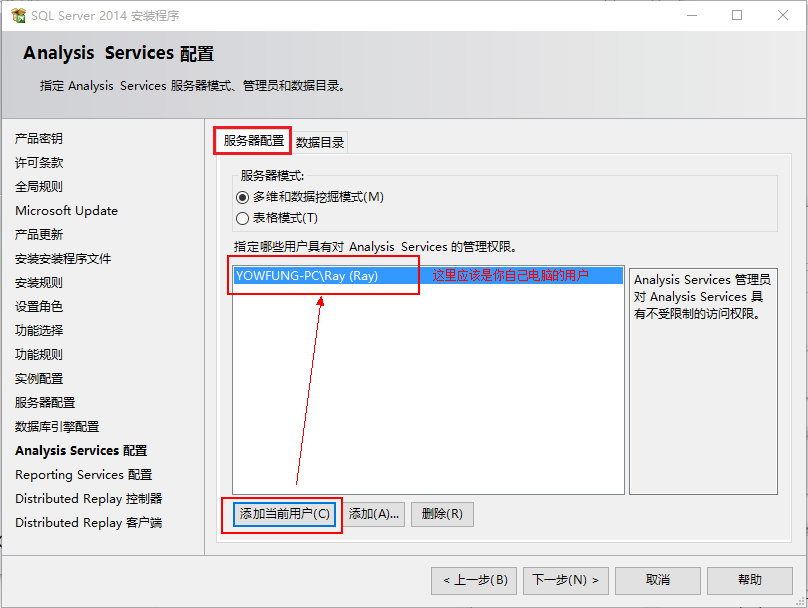 SQL Server 2014 安装程序
Analysis Services 配置
指定 Analysis Services 服务器模式、管理员和数据目录。
产品密钥
许可条款
全局规则
Microsoft Update
产品更新
安装安装程序文件
安装规则
设置角色
功能选择
功能规则
实例配置
服务器配置
数据库引擎配置
Analysis Services 配置
Reporting Services 配置
Distributed Replay 控制器
Distributed Replay 客户端
服务器配置 数据目录
服务器模式:
多维和数据挖掘模式(M)
表格模式(T)
指定哪些用户具有对 Analysis Services 的管理权限。
YOWFUNG-PC\Ray (Ray) 这里应该是你自己电脑的用户
Analysis Services 管理员
对 Analysis Services 具
有不受限制的访问权限。
添加当前用户(C) 添加(A)... 删除(R)
< 上一步(B) 下一步(N) > 取消 帮助